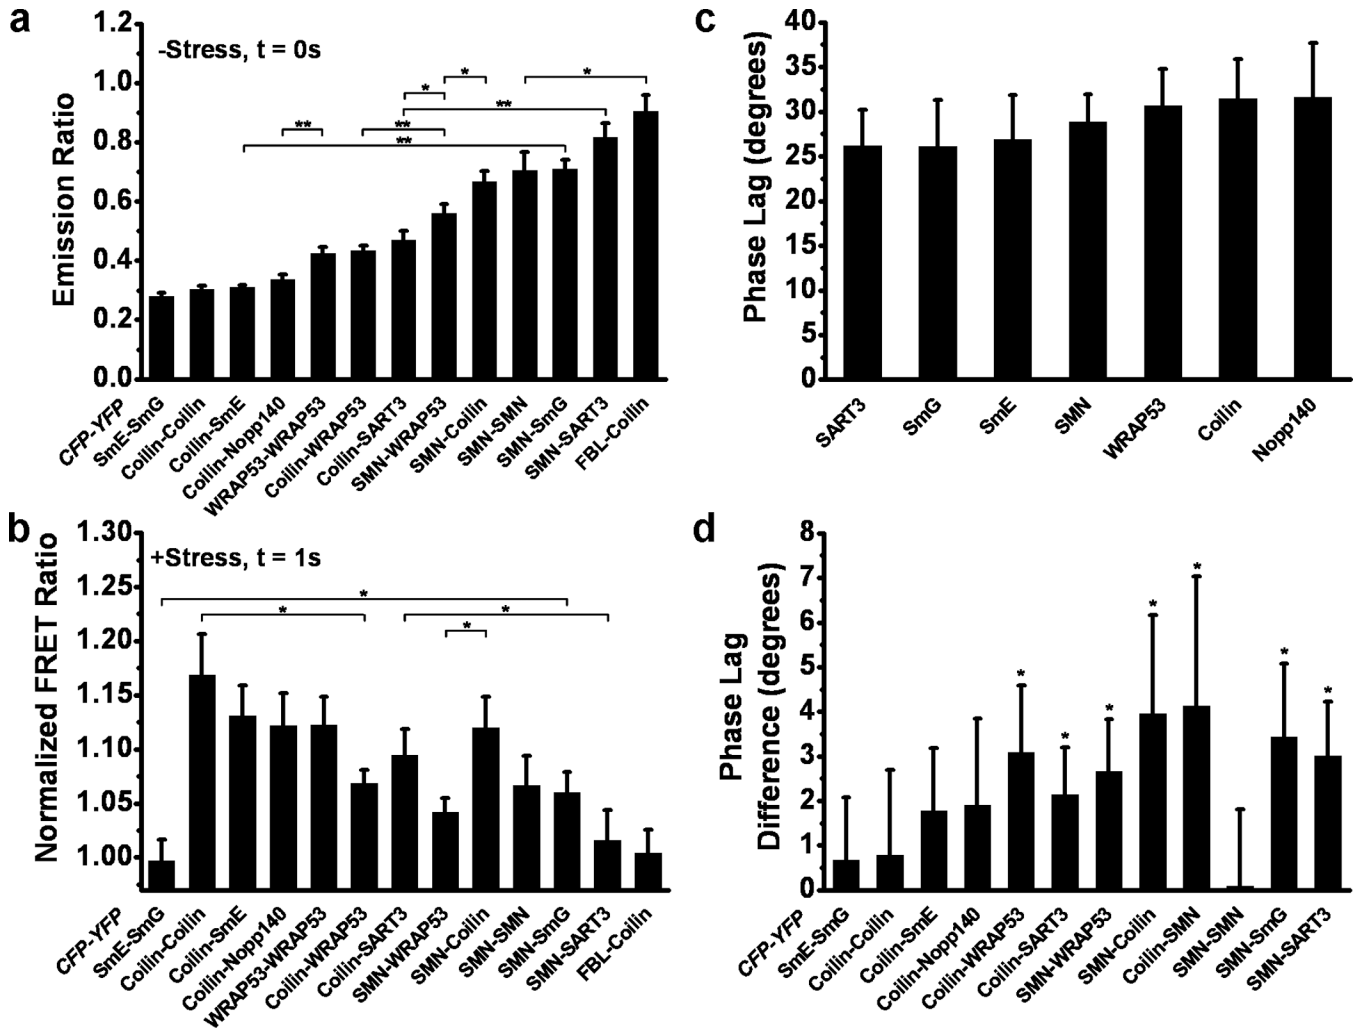 a
-Stress, t = 0s
Emission Ratio
1.2
1.0
0.8
0.6
0.4
0.2
0.0
* * * ** ** ** **
CFP-YFP
SmE-SmG
Coilin-Coilin
Coilin-SmE
Coilin-Nopp140
WRAP53-WRAP53
Coilin-WRAP53
Coilin-SART3
SMN-WRAP53
SMN-Coilin
SMN-SMN
SMN-SmG
SMN-SART3
FBL-Coilin
b
+Stress, t = 1s
Normalized FRET Ratio
1.30
1.25
1.20
1.15
1.10
1.05
1.00
* * * *
CFP-YFP
SmE-SmG
Coilin-Coilin
Coilin-SmE
Coilin-Nopp140
WRAP53-WRAP53
Coilin-WRAP53
Coilin-SART3
SMN-WRAP53
SMN-Coilin
SMN-SMN
SMN-SmG
SMN-SART3
FBL-Coilin
c
Phase Lag (degrees)
40
35
30
25
20
15
10
5
0
SART3
SmG
SmE
SMN
WRAP53
Coilin
Nopp140
d
Phase Lag
Difference (degrees)
8
7
6
5
4
3
2
1
0
* * * * * * *
CFP-YFP
SmE-SmG
Coilin-Coilin
Coilin-SmE
Coilin-Nopp140
Coilin-WRAP53
Coilin-SART3
SMN-WRAP53
SMN-Coilin
Coilin-SMN
SMN-SMN
SMN-SmG
SMN-SART3